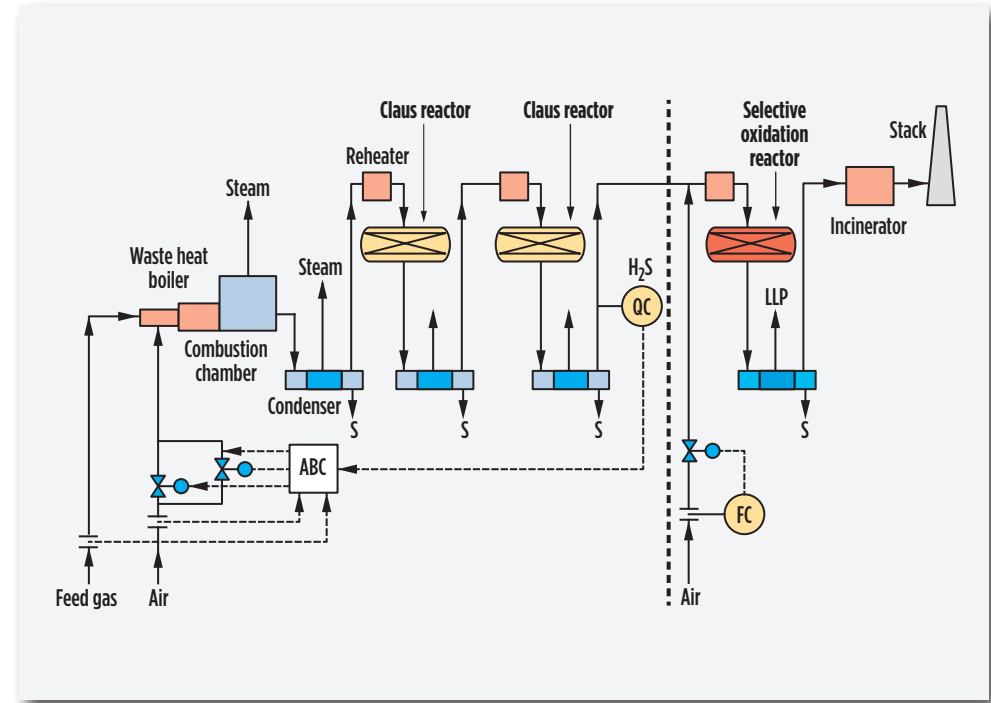 Claus reactor
Claus reactor
Selective
oxidation
reactor
Stack
Reheater
Steam
Incinerator
Waste heat
boiler
Steam
H₂S
QC
LLP
Combustion
chamber
Condenser
S
S
S
S
ABC
FC
Feed gas
Air
Air